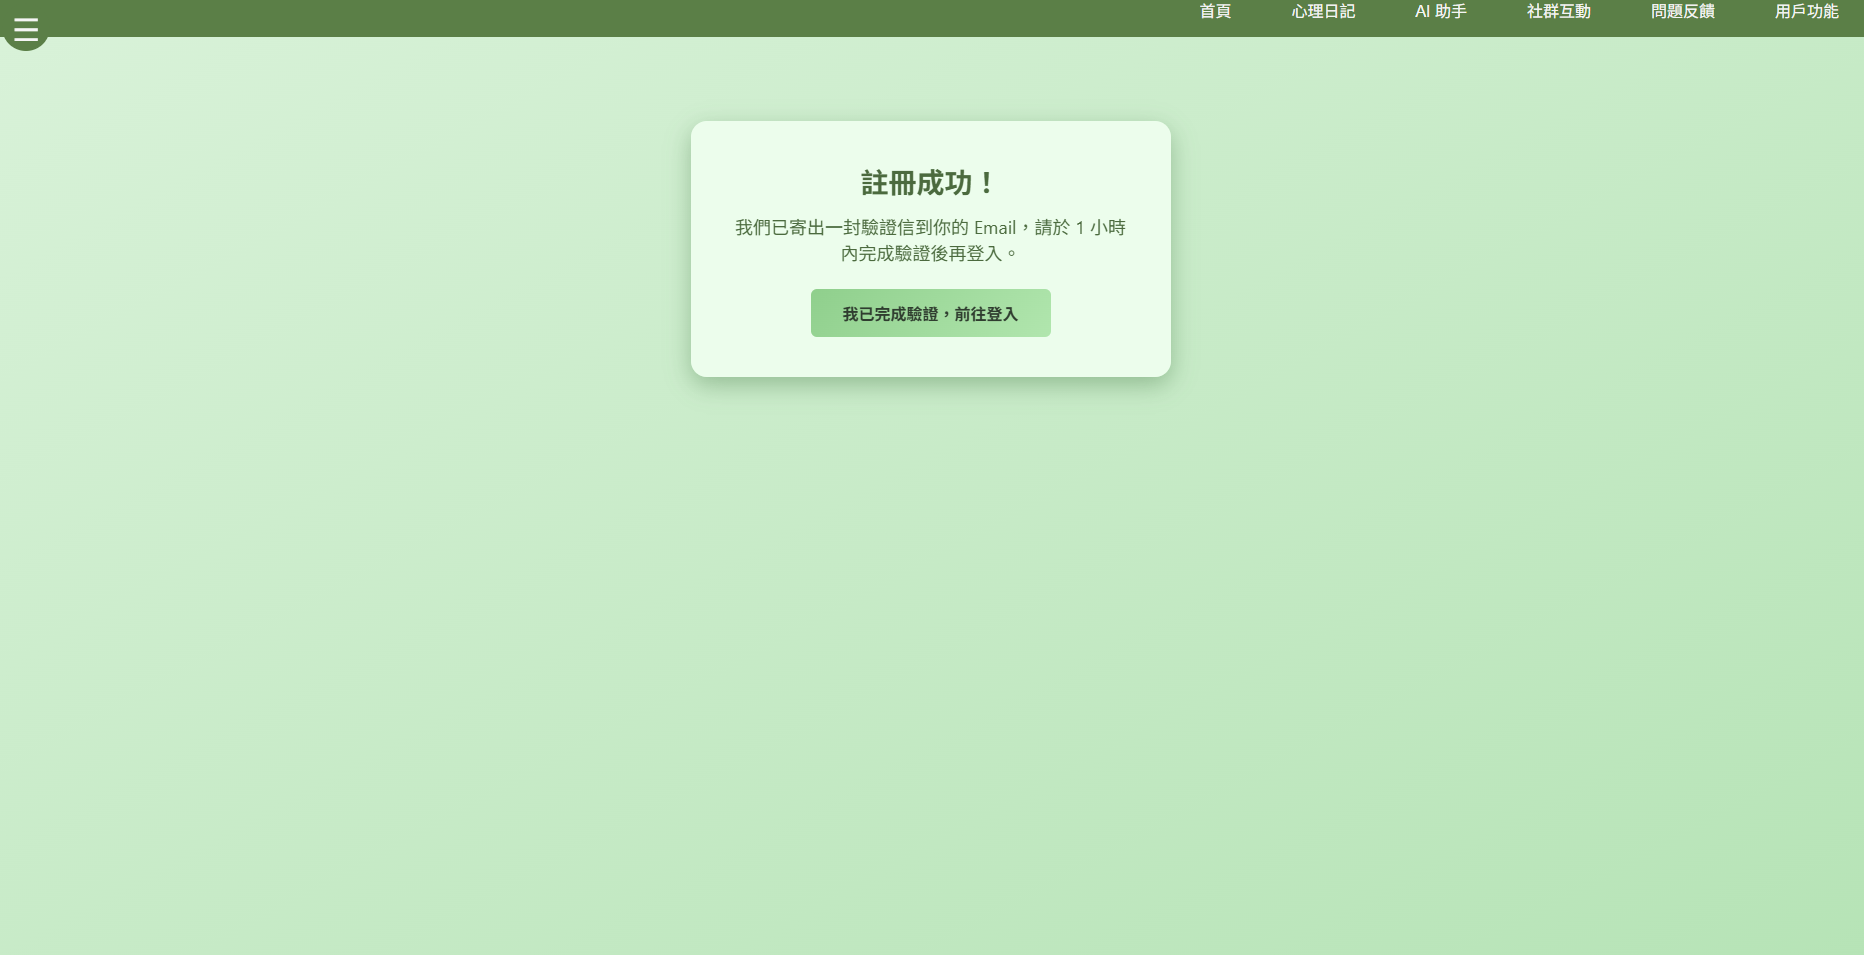 首頁
心理日記
AI 助手
社群互動
問題反饋
用戶功能
註冊成功！
我們已寄出一封驗證信到你的 Email，請於 1 小時
內完成驗證後再登入。
我已完成驗證，前往登入